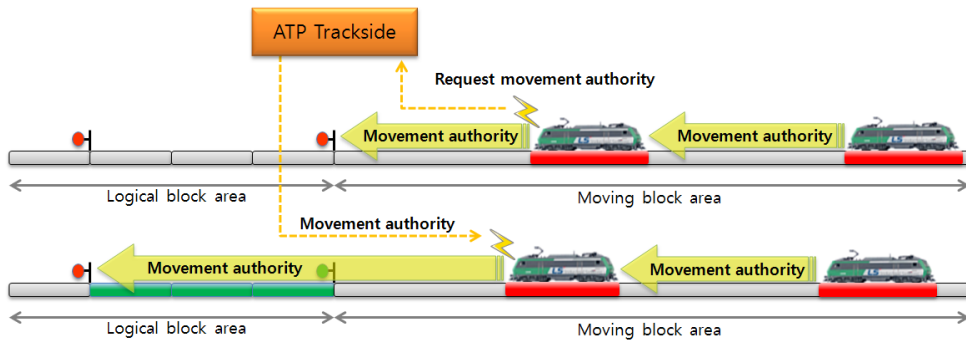 ATP Trackside
Request movement authority
Movement authority
Movement authority
Logical block area
Moving block area
Movement authority
Movement authority
Movement authority
Logical block area
Moving block area